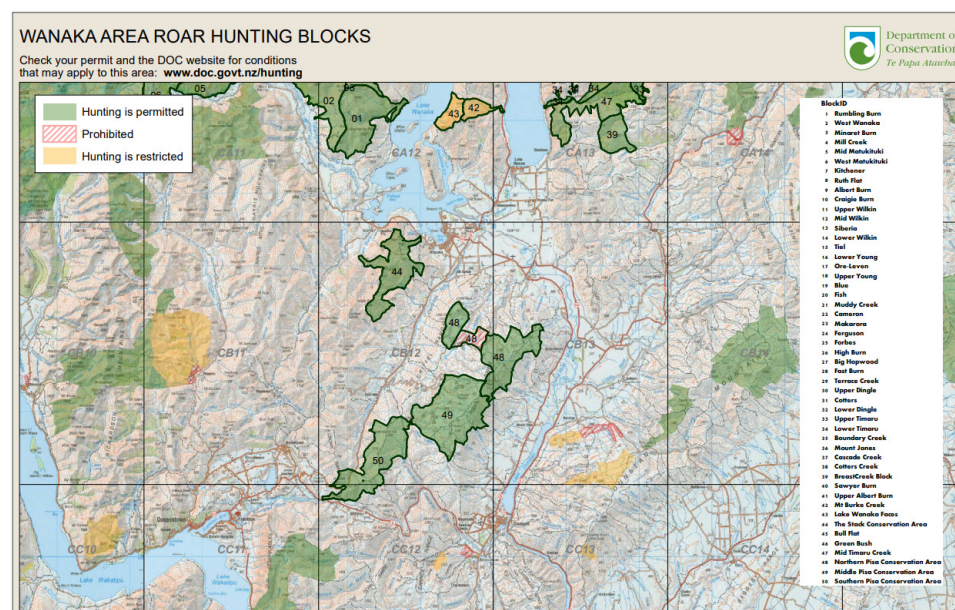 WANAKA AREA ROAR HUNTING BLOCKS
Check your permit and the DOC website for conditions
that may apply to this area: www.doc.govt.nz/hunting
Department of
Conservation
Te Papa Atawhai
Hunting is permitted
Prohibited
Hunting is restricted
05
02
01
43
42
47
39
CA11
CA12
CA13
CA14
Lake
Wanaka
44
48
48
48
CB10
CB11
CB12
CB13
49
50
Queenstown
Frankton
CC10
CC11
CC12
CC13
CC14
Lake Wakatipu
Lake
Wakatipu
BlockID
1 Rumbling Burn
2 West Wanaka
3 Minaret Burn
4 Mill Creek
5 Mid Matukituki
6 West Matukituki
7 Kitchener
8 Ruth Flat
9 Albert Burn
10 Craigie Burn
11 Upper Wilkin
12 Mid Wilkin
13 Siberia
14 Lower Wilkin
15 Tiel
16 Lower Young
17 Ore-Leven
18 Upper Young
19 Blue
20 Fish
21 Muddy Creek
22 Cameron
23 Makarora
24 Ferguson
25 Forbes
26 High Burn
27 Big Hopwood
28 Fast Burn
29 Terrace Creek
30 Upper Dingle
31 Cotters
32 Lower Dingle
33 Upper Timaru
34 Lower Timaru
35 Boundary Creek
36 Mount Jones
37 Cascade Creek
38 Cotters Creek
39 BreastCreek Block
40 Sawyer Burn
41 Upper Albert Burn
42 Mt Burke Creek
43 Lake Wanaka Faces
44 The Stack Conservation Area
45 Bull Flat
46 Green Bush
47 Mid Timaru Creek
48 Northern Pisa Conservation Area
49 Middle Pisa Conservation Area
50 Southern Pisa Conservation Area